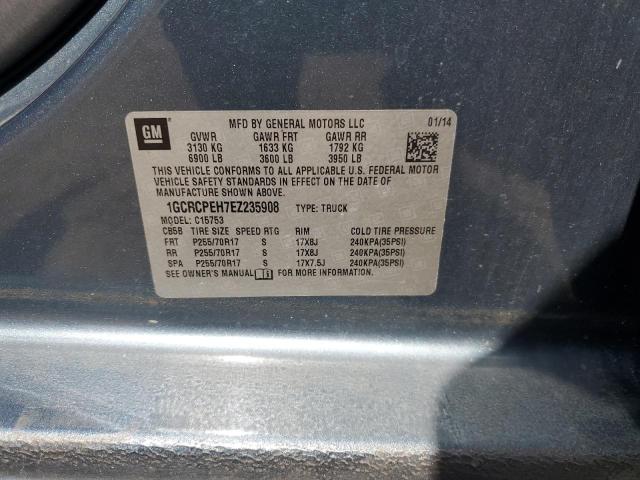 GM
MFD BY GENERAL MOTORS LLC 01/14
GVWR GAWR FRT GAWR RR
3130 KG 1633 KG 1792 KG
6900 LB 3600 LB 3950 LB
THIS VEHICLE CONFORMS TO ALL APPLICABLE U.S. FEDERAL MOTOR
VEHICLE SAFETY STANDARDS IN EFFECT ON THE DATE OF
MANUFACTURE SHOWN ABOVE.
1GCRCPEH7EZ235908 TYPE: TRUCK
MODEL: C15753
CB5B TIRE SIZE SPEED RTG RIM COLD TIRE PRESSURE
FRT P255/70R17 S 17X8J 240KPA(35PSI)
RR P255/70R17 S 17X8J 240KPA(35PSI)
SPA P255/70R17 S 17X7.5J 240KPA(35PSI)
SEE OWNER'S MANUAL